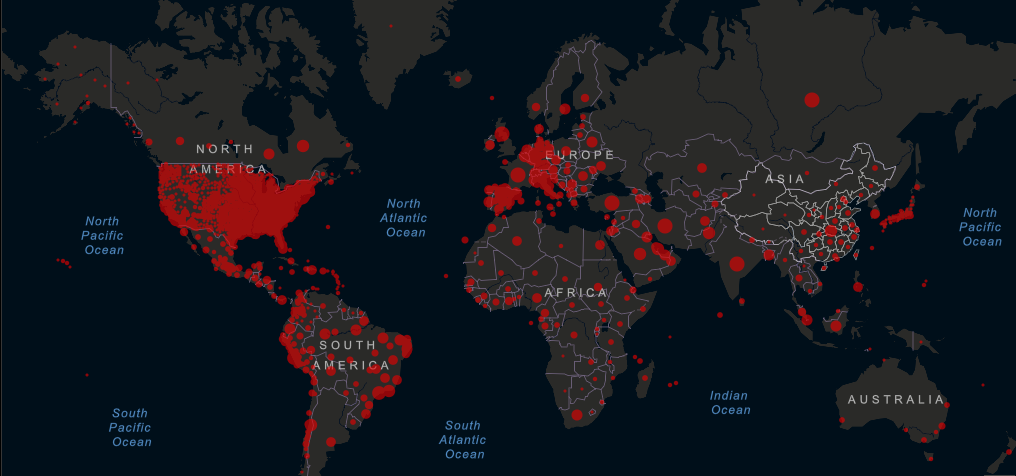 NORTH
AMERICA
EUROPE
ASIA
North
Pacific
Ocean
North
Atlantic
Ocean
North
Pacific
Ocean
AFRICA
SOUTH
AMERICA
AUSTRALIA
Indian
Ocean
South
Pacific
Ocean
South
Atlantic
Ocean